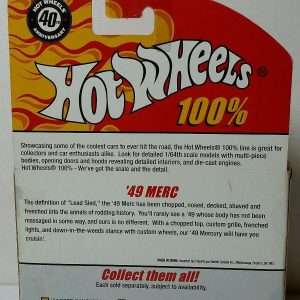 HOT WHEELS
40th
ANNIVERSARY
Hot Wheels®
100%
Showcasing some of the coolest cars to ever hit the road, the Hot Wheels® 100% line is great for
collectors and car enthusiasts alike. Look for detailed 1/64th scale models with multi-piece
bodies, opening doors and hoods revealing detailed interiors, and die-cast engines.
Hot Wheels® 100% - We've got the scale and the detail.
'49 MERC
The definition of "Lead Sled," the '49 Merc has been chopped, nosed, decked, shaved and
frenched into the annals of rodding history. You'll rarely see a '49 whose body has not been
massaged in some way, and ours is no different. With a chopped top, custom grille, frenched
lights, and down-in-the-weeds stance with custom wheels, our '49 Mercury will have you
cruisin'.
Collect them all!
Each sold separately, subject to availability.